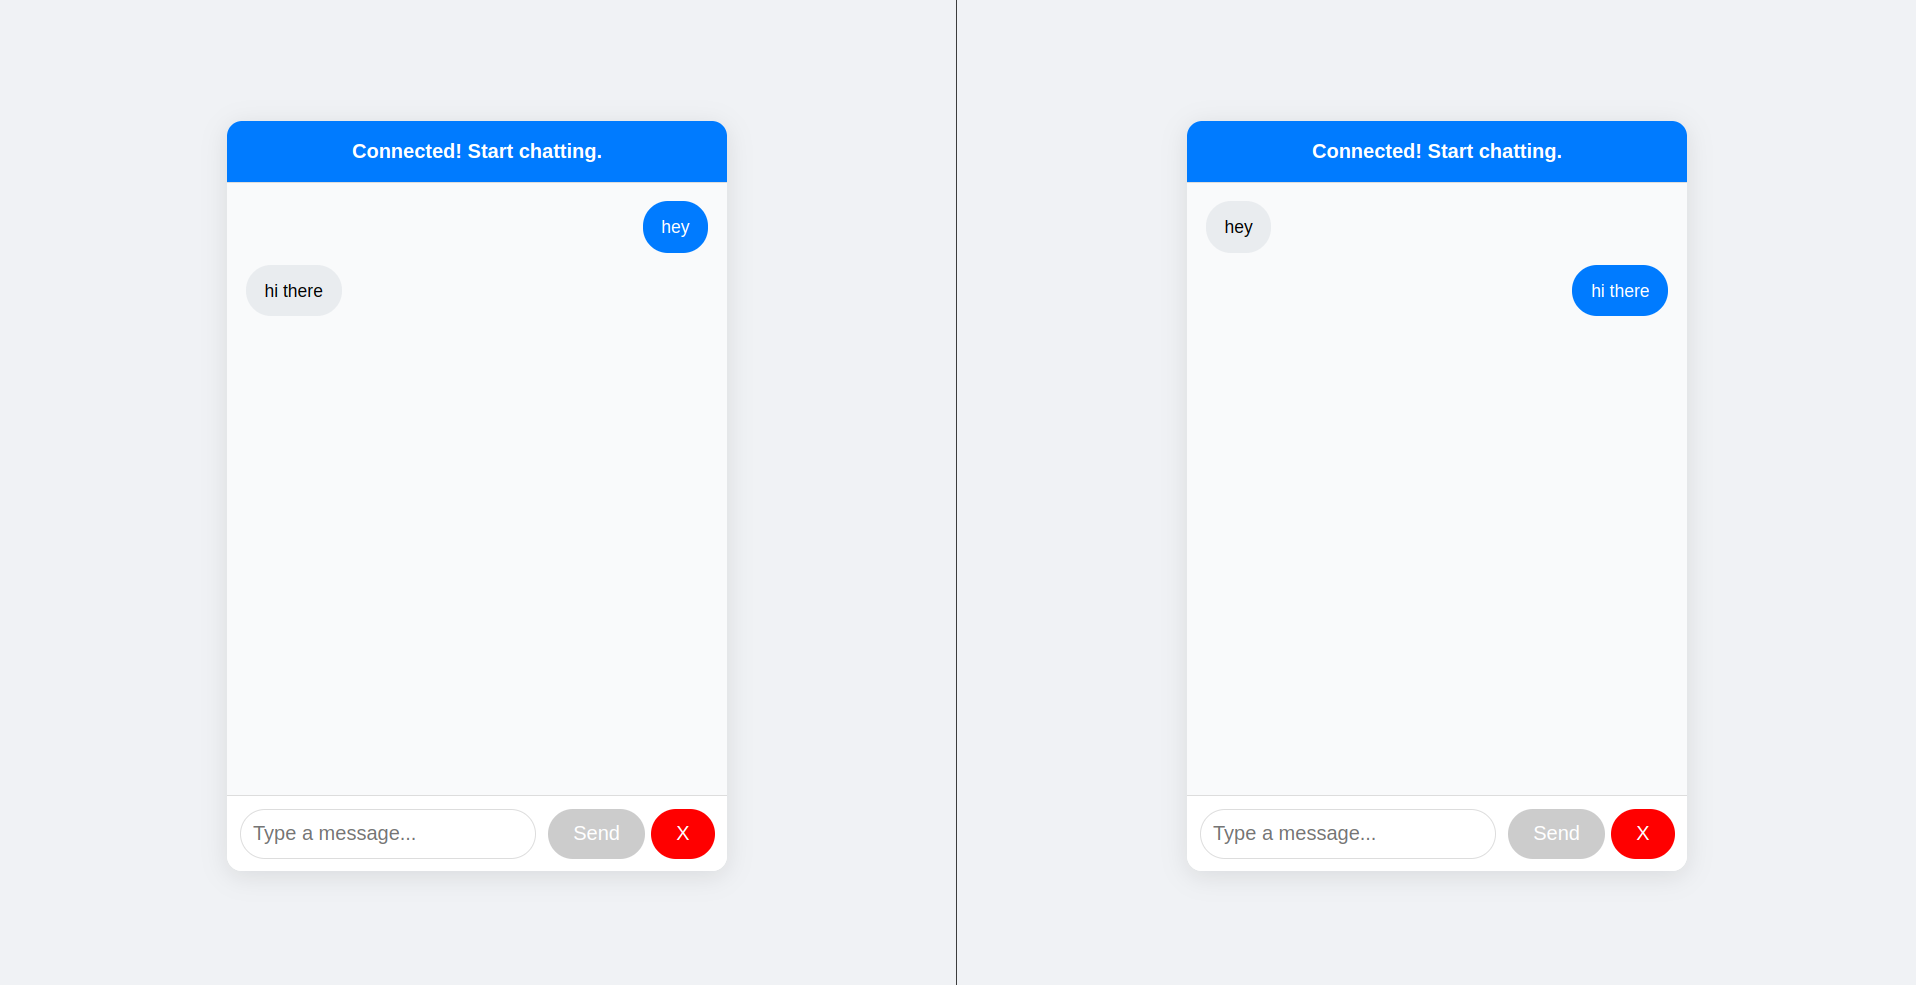 Connected! Start chatting.
hey
hi there
Type a message...
Send
X
Connected! Start chatting.
hey
hi there
Type a message...
Send
X